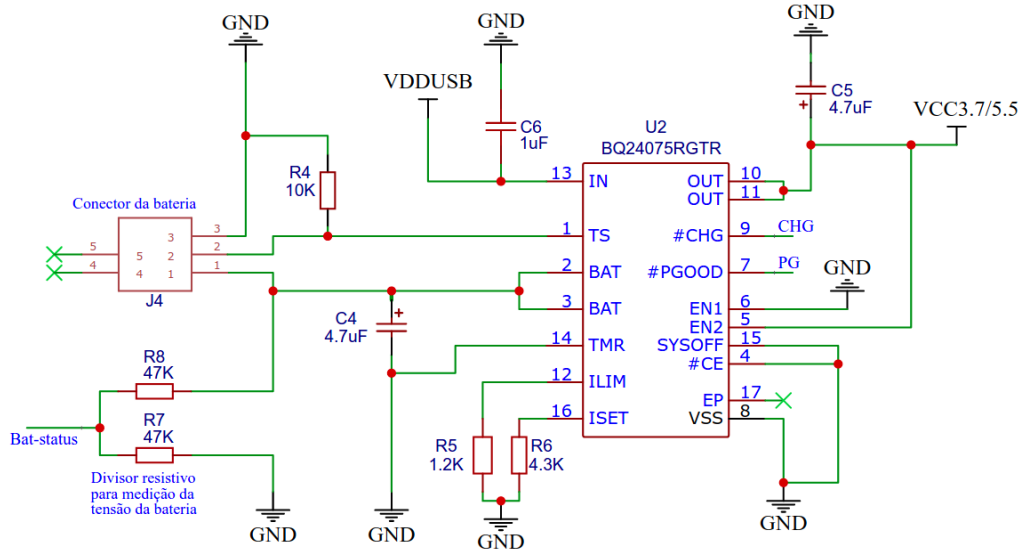 GND
GND
GND
VDDUSB
C5
4.7uF
VCC3.7/5.5
C6
1uF
U2
BQ24075RGTR
R4
10K
13 IN
OUT 10
OUT 11
Conector da bateria
3 3
5 5 2 2
4 4 1 1
J4
1 TS
#CHG 9 CHG
2 BAT
#PGOOD 7 PG
GND
3 BAT
EN1 6
EN2 5
C4
4.7uF
14 TMR
SYSOFF 15
#CE 4
R8
47K
12 ILIM
EP 17
16 ISET
VSS 8
R7
47K
Bat-status
R5
1.2K
R6
4.3K
Divisor resistivo
para medição da
tensão da bateria
GND
GND
GND
GND